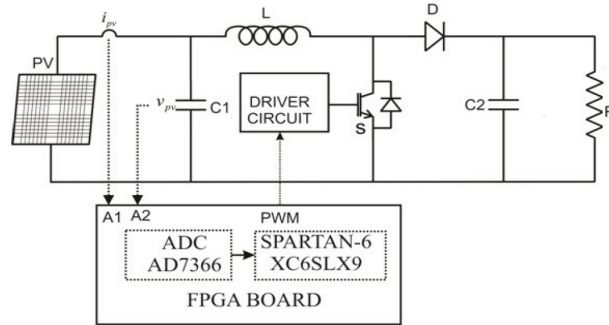 i_pv
L
D
PV
v_pv
C1
DRIVER
CIRCUIT
S
C2
A1
A2
PWM
ADC
AD7366
SPARTAN-6
XC6SLX9
FPGA BOARD